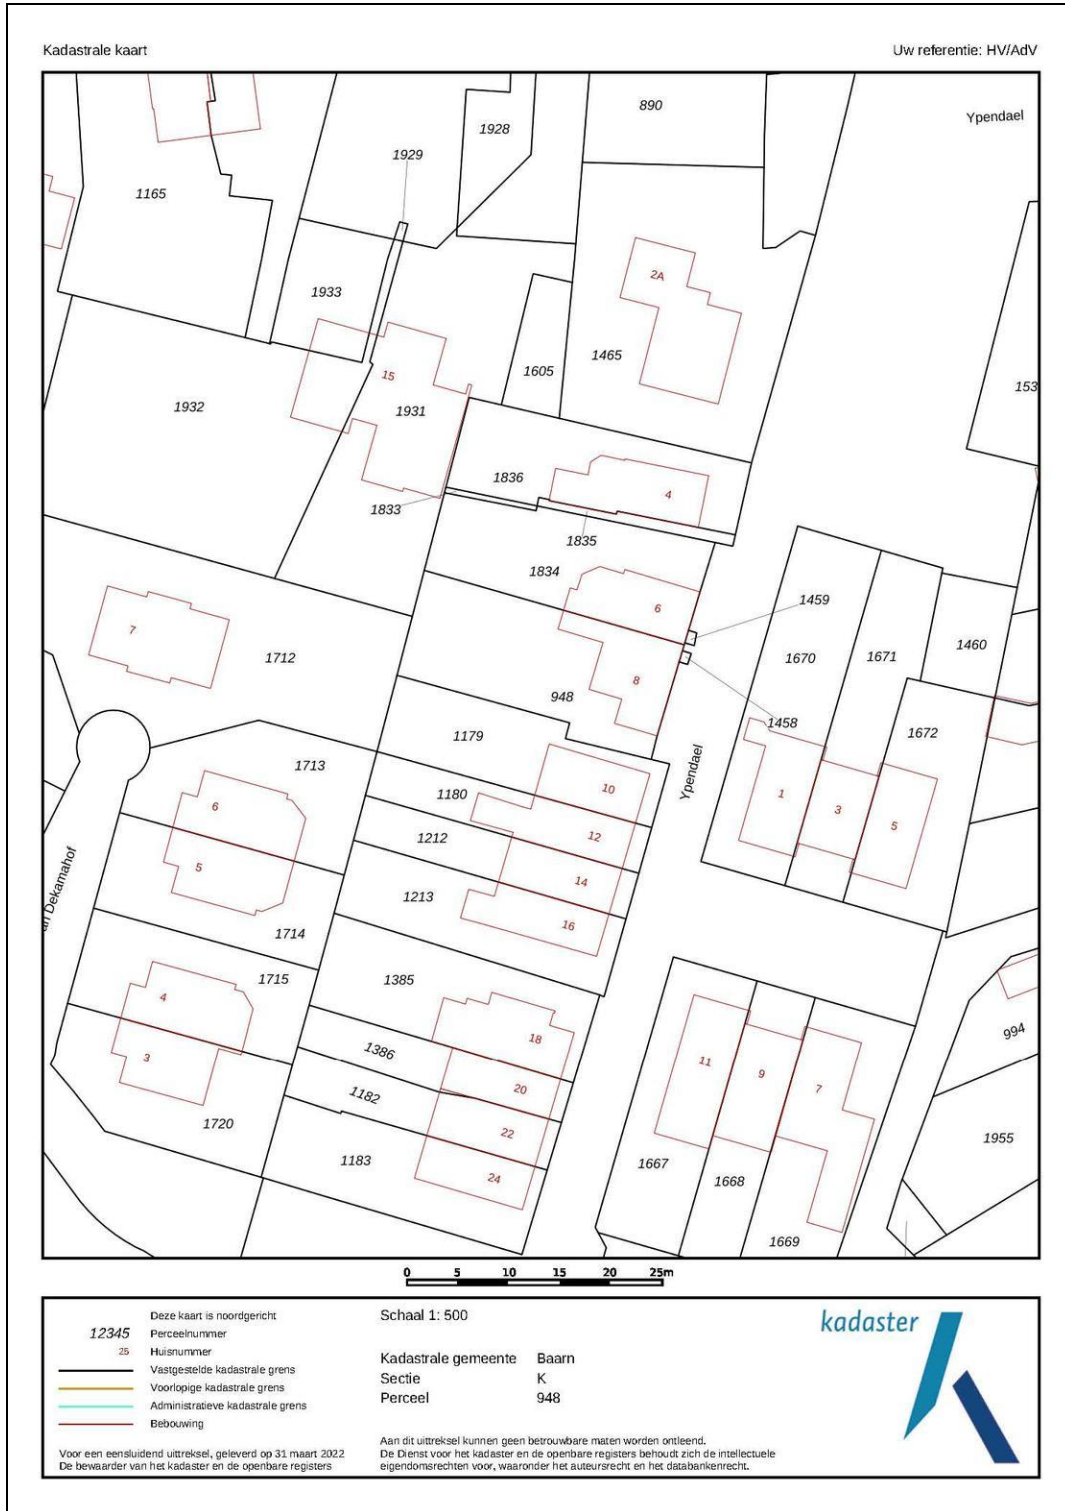 Kadastrale kaart
Uw referentie: HV/AdV
890
Ypendael
1928
1929
1165
2A
1933
1465
1605
15
1931
153
1932
1836
4
1833
1835
1834
1459
6
7
1712
1670
1671
1460
8
948
1458
1672
1179
Ypendael
1713
10
1180
1
3
5
6
12
1212
5
14
1213
16
an Dekamahof
1714
1715
1385
4
18
994
1386
3
20
11
9
7
1182
1720
22
1955
1183
24
1667
1668
1669
0 5 10 15 20 25m
Deze kaart is noordgericht
12345 Perceelnummer
25 Huisnummer
Vastgestelde kadastrale grens
Voorlopige kadastrale grens
Administratieve kadastrale grens
Bebouwing
Voor een eensluidend uittreksel, geleverd op 31 maart 2022
De bewaarder van het kadaster en de openbare registers
Schaal 1: 500
Kadastrale gemeente Baarn
Sectie K
Perceel 948
Aan dit uittreksel kunnen geen betrouwbare maten worden ontleend.
De Dienst voor het kadaster en de openbare registers behoudt zich de intellectuele
eigendomsrechten voor, waaronder het auteursrecht en het databankenrecht.
kadaster